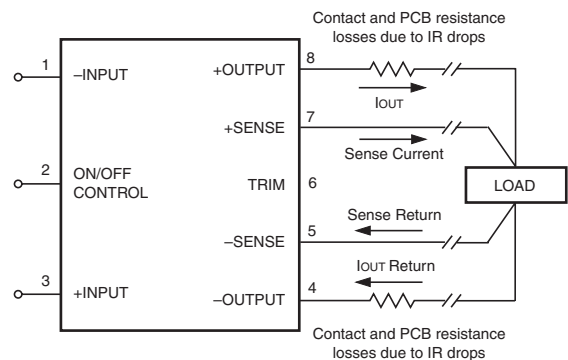 Contact and PCB resistance
losses due to IR drops
1
–INPUT
+OUTPUT
8
IOUT
7
+SENSE
Sense Current
2
ON/OFF
CONTROL
TRIM
6
LOAD
Sense Return
5
–SENSE
IOUT Return
3
+INPUT
–OUTPUT
4
Contact and PCB resistance
losses due to IR drops